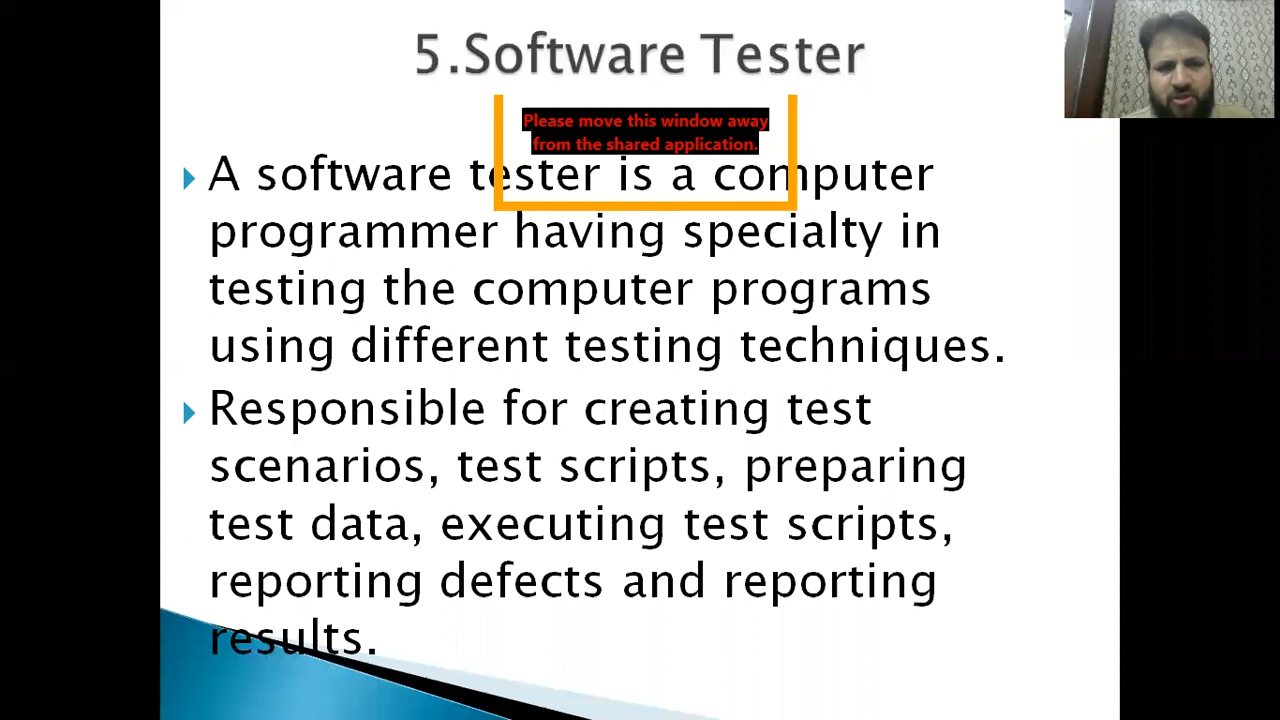 5.Software Tester
Please move this window away
from the shared application.
A software tester is a computer
programmer having specialty in
testing the computer programs
using different testing techniques.
Responsible for creating test
scenarios, test scripts, preparing
test data, executing test scripts,
reporting defects and reporting
results.